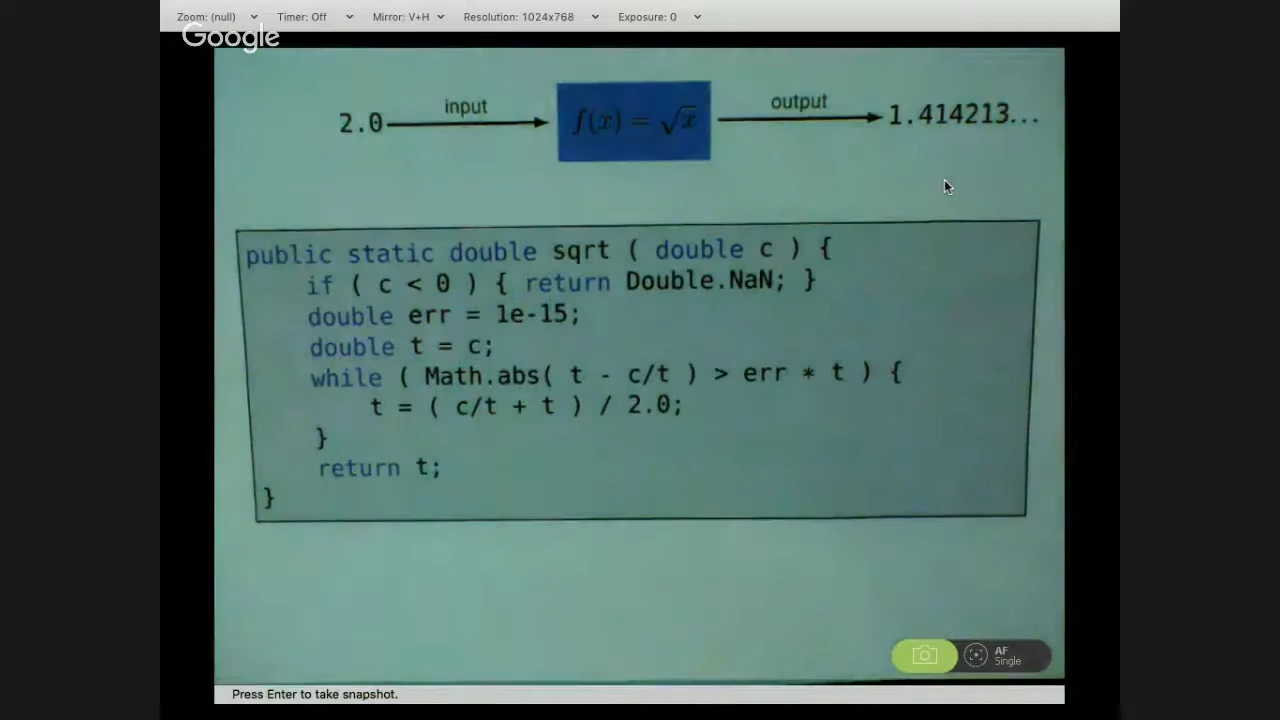 Zoom: (null) Timer: Off Mirror: V+H Resolution: 1024x768 Exposure: 0
Google
input output
2.0 f(x) = √x 1.414213...
public static double sqrt ( double c ) {
if ( c < 0 ) { return Double.NaN; }
double err = 1e-15;
double t = c;
while ( Math.abs( t - c/t ) > err * t ) {
t = ( c/t + t ) / 2.0;
}
return t;
}
AF
Single
Press Enter to take snapshot.